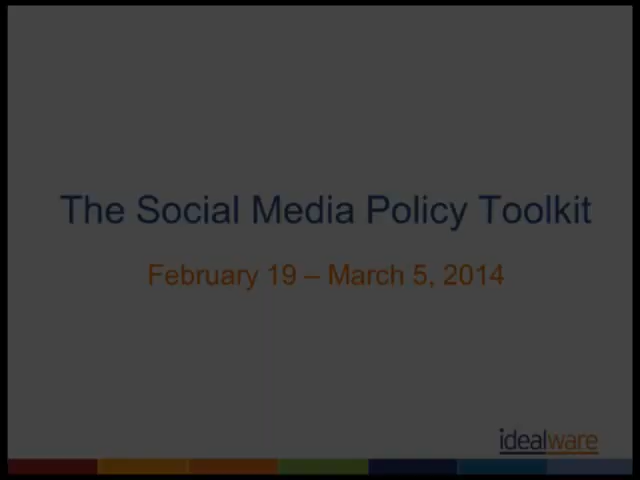 The Social Media Policy Toolkit
February 19 – March 5, 2014
idealware